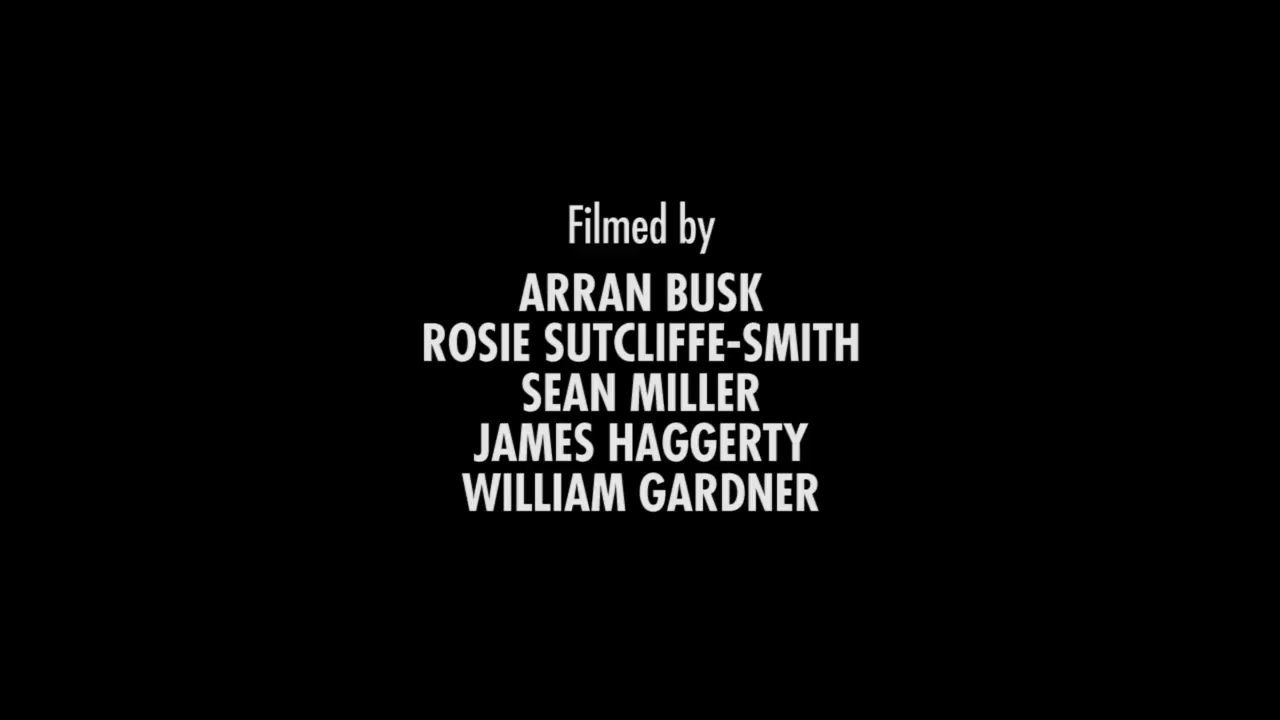 Filmed by
ARRAN BUSK
ROSIE SUTCLIFFE-SMITH
SEAN MILLER
JAMES HAGGERTY
WILLIAM GARDNER